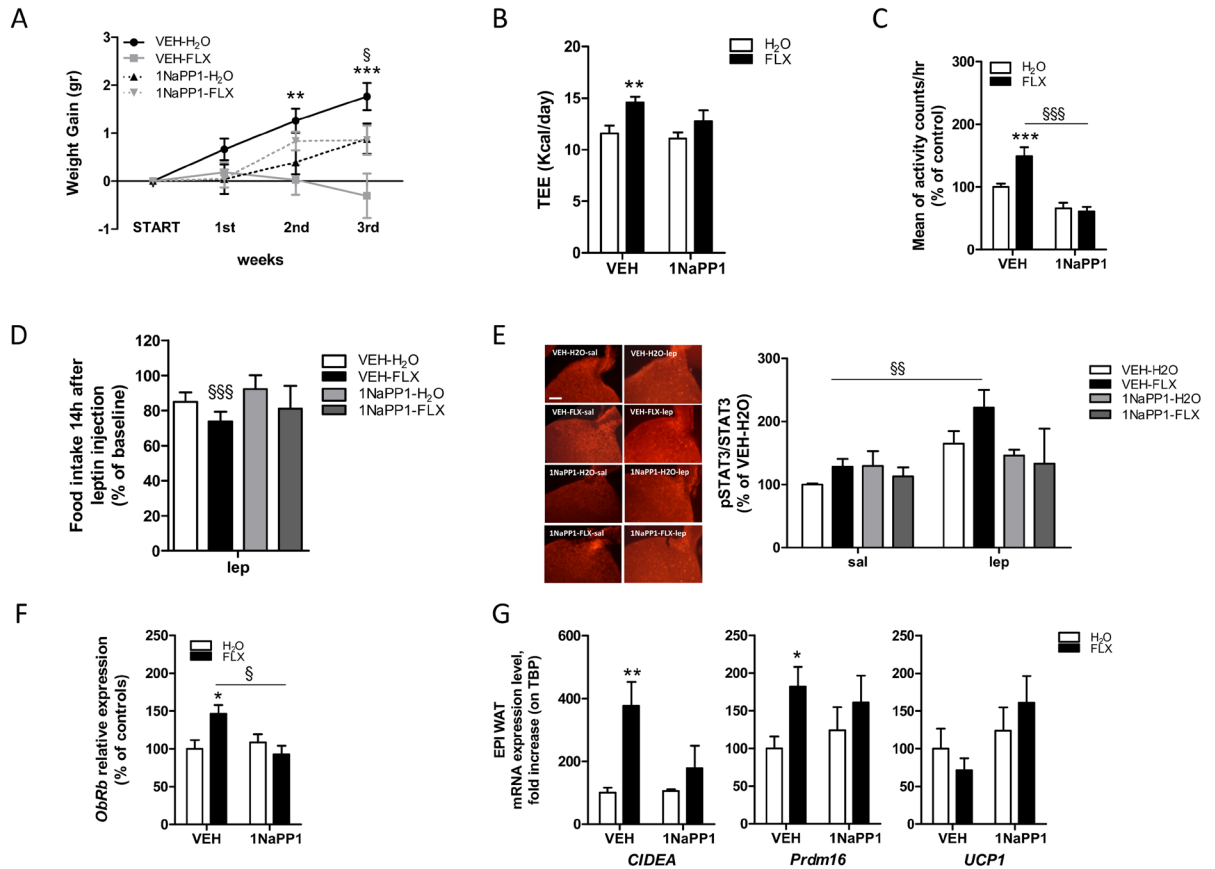 A
VEH-H₂O
VEH-FLX
1NaPP1-H₂O
1NaPP1-FLX
Weight Gain (gr)
3
2
1
0
-1
**
§
***
START 1st 2nd 3rd
weeks
B
H₂O
FLX
TEE (Kcal/day)
20
15
10
5
0
**
VEH 1NaPP1
C
H₂O
FLX
Mean of activity counts/hr
(% of control)
300
200
150
100
50
0
***
§§§
VEH 1NaPP1
D
Food intake 14h after
leptin injection
(% of baseline)
120
100
80
60
40
20
0
§§§
lep
VEH-H₂O
VEH-FLX
1NaPP1-H₂O
1NaPP1-FLX
E
VEH-H2O-sal
VEH-H2O-lep
VEH-FLX-sal
VEH-FLX-lep
1NaPP1-H2O-sal
1NaPP1-H2O-lep
1NaPP1-FLX-sal
1NaPP1-FLX-lep
pSTAT3/STAT3
(% of VEH-H2O)
300
200
150
100
50
0
§§
sal lep
VEH-H2O
VEH-FLX
1NaPP1-H2O
1NaPP1-FLX
F
H₂O
FLX
ObRb relative expression
(% of controls)
250
200
150
100
50
0
*
§
VEH 1NaPP1
G
EPI WAT
mRNA expression level,
fold increase (on TBP)
600
400
200
0
**
VEH 1NaPP1
CIDEA
250
200
150
100
50
0
*
VEH 1NaPP1
Prdm16
250
200
150
100
50
0
VEH 1NaPP1
UCP1
H₂O
FLX